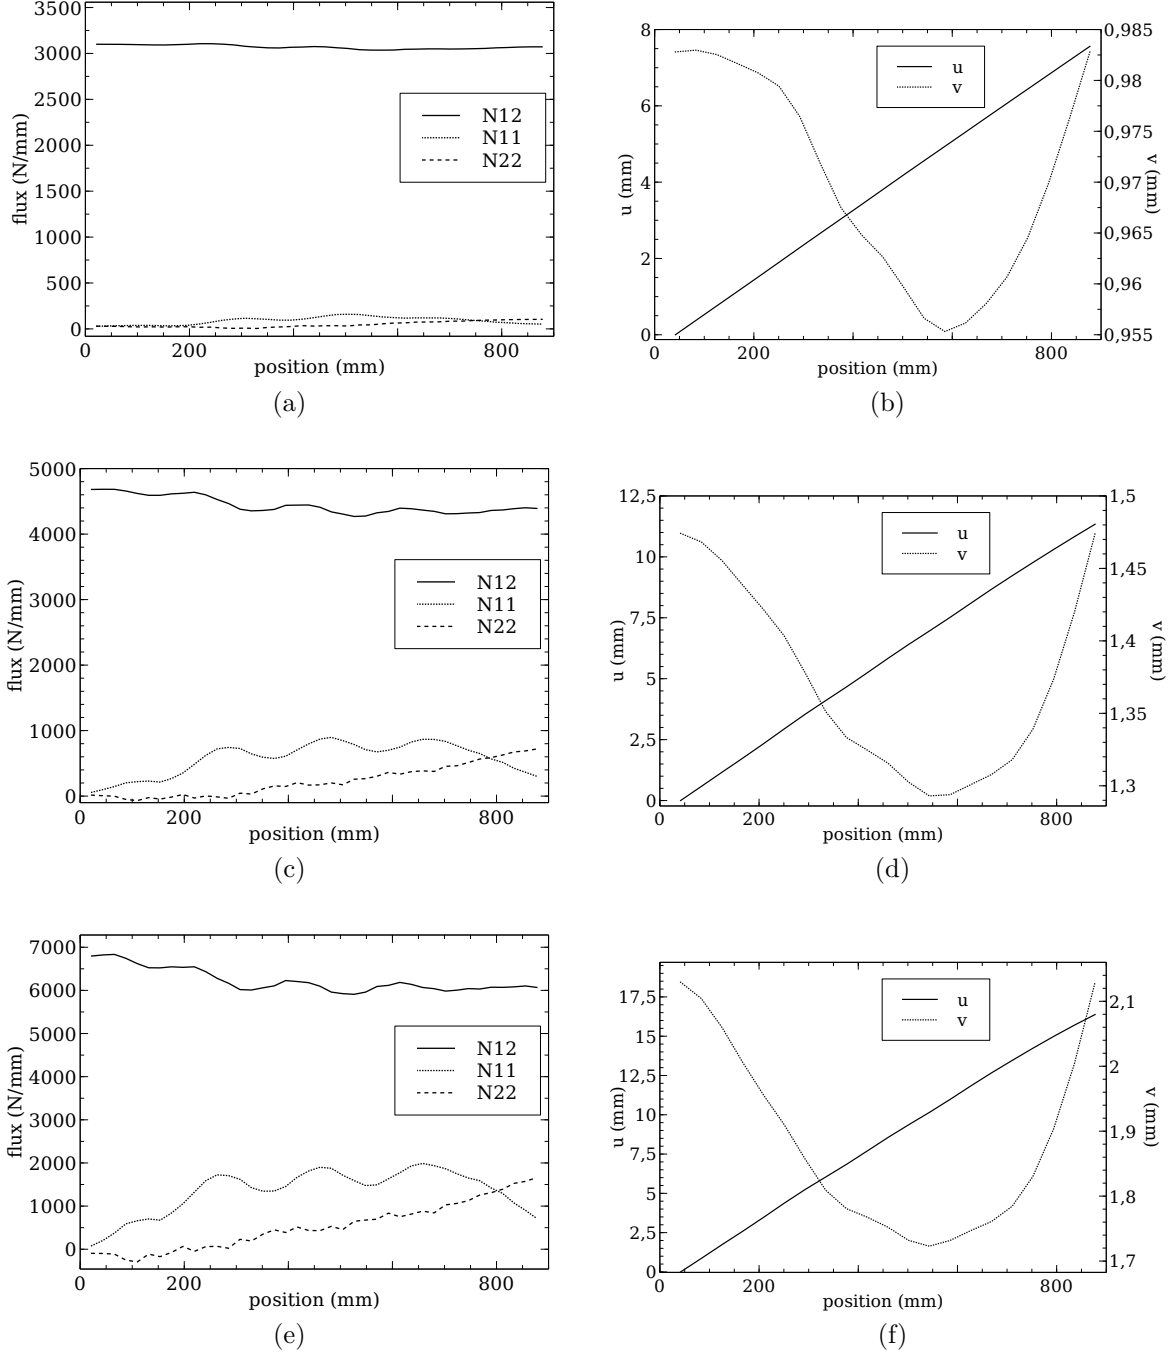 3500
3000
2500
2000
1500
1000
500
0
flux (N/mm)
N12
N11
N22
0 200 800
position (mm)
(a)
8
6
4
2
0
u (mm)
u
v
0,985
0,98
0,975
0,97
0,965
0,96
0,955
v (mm)
0 200 800
position (mm)
(b)
5000
4000
3000
2000
1000
0
flux (N/mm)
N12
N11
N22
0 200 800
position (mm)
(c)
12,5
10
7,5
5
2,5
0
u (mm)
u
v
1,5
1,45
1,4
1,35
1,3
v (mm)
0 200 800
position (mm)
(d)
7000
6000
5000
4000
3000
2000
1000
0
flux (N/mm)
N12
N11
N22
0 200 800
position (mm)
(e)
17,5
15
12,5
10
7,5
5
2,5
0
u (mm)
u
v
2,1
2
1,9
1,8
1,7
v (mm)
0 200 800
position (mm)
(f)